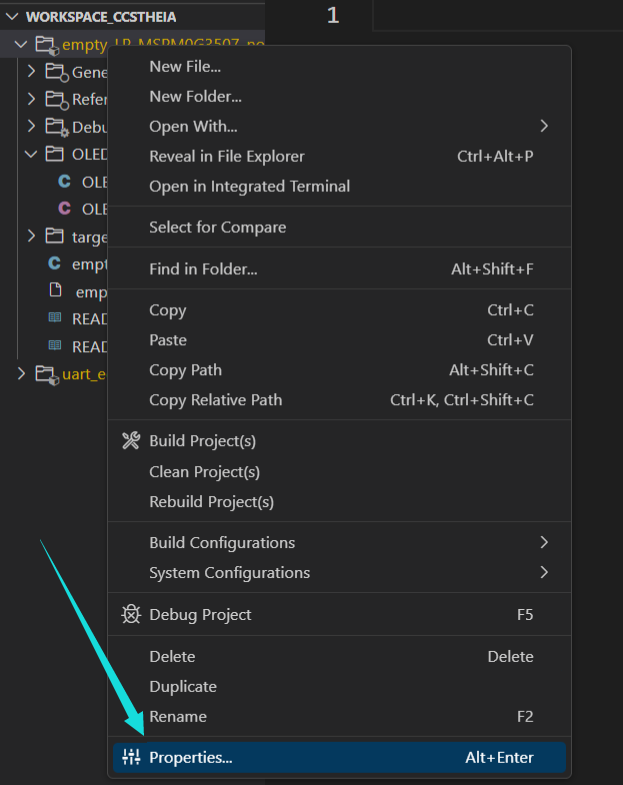 WORKSPACE_CCSTHEIA
1
empty_LP_MSPM0G3507_no
Gene
Refer
Debu
OLED
OLE
OLE
targe
empt
emp
READ
READ
uart_e
New File...
New Folder...
Open With...
Reveal in File Explorer Ctrl+Alt+P
Open in Integrated Terminal
Select for Compare
Find in Folder... Alt+Shift+F
Copy Ctrl+C
Paste Ctrl+V
Copy Path Alt+Shift+C
Copy Relative Path Ctrl+K, Ctrl+Shift+C
Build Project(s)
Clean Project(s)
Rebuild Project(s)
Build Configurations
System Configurations
Debug Project F5
Delete Delete
Duplicate
Rename F2
Properties... Alt+Enter